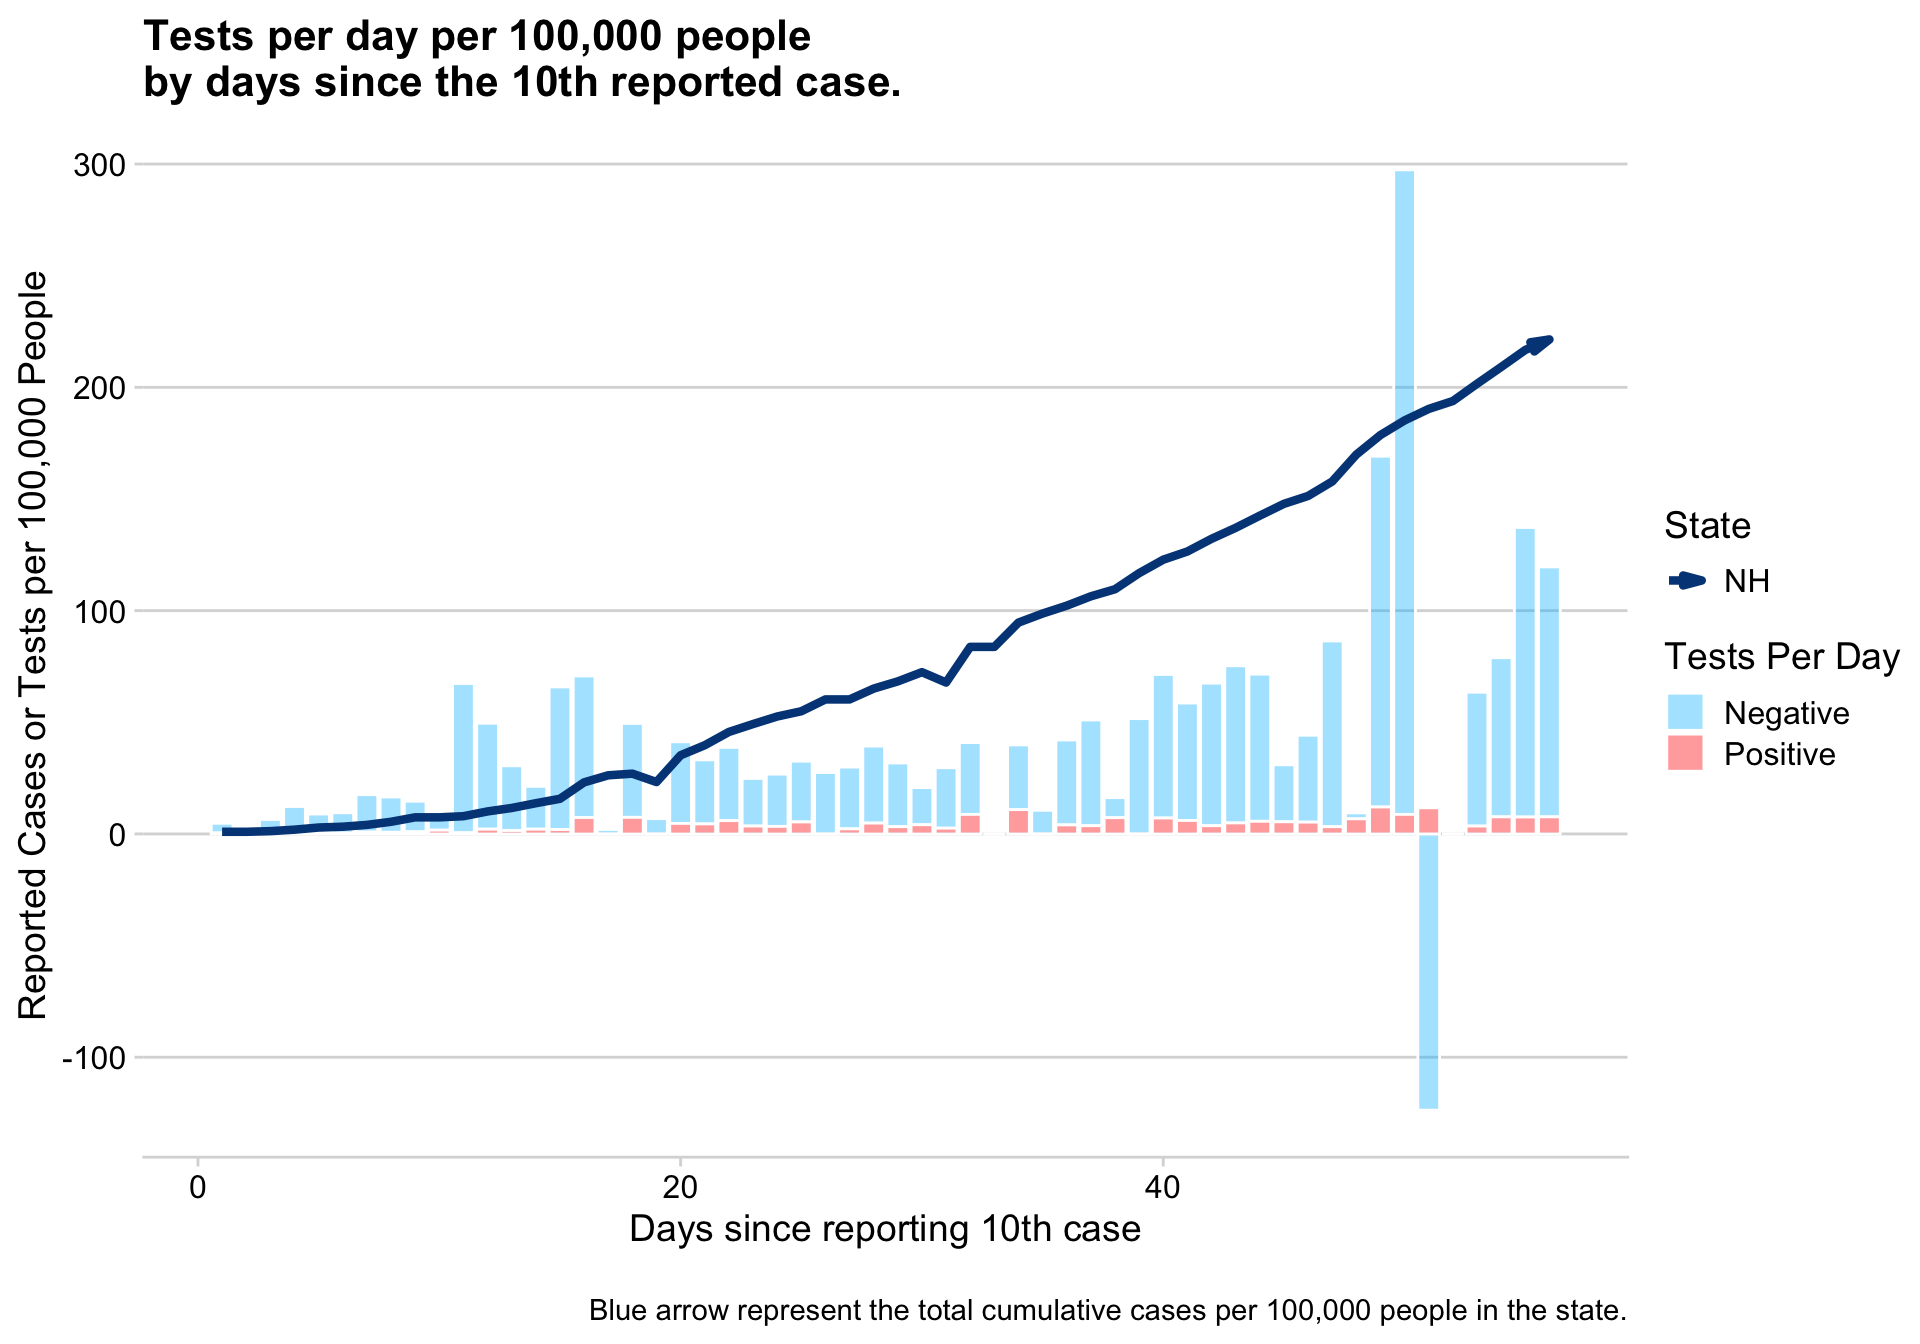 Tests per day per 100,000 people
by days since the 10th reported case.
Reported Cases or Tests per 100,000 People
300
200
100
0
-100
0
20
40
Days since reporting 10th case
State
NH
Tests Per Day
Negative
Positive
Blue arrow represent the total cumulative cases per 100,000 people in the state.